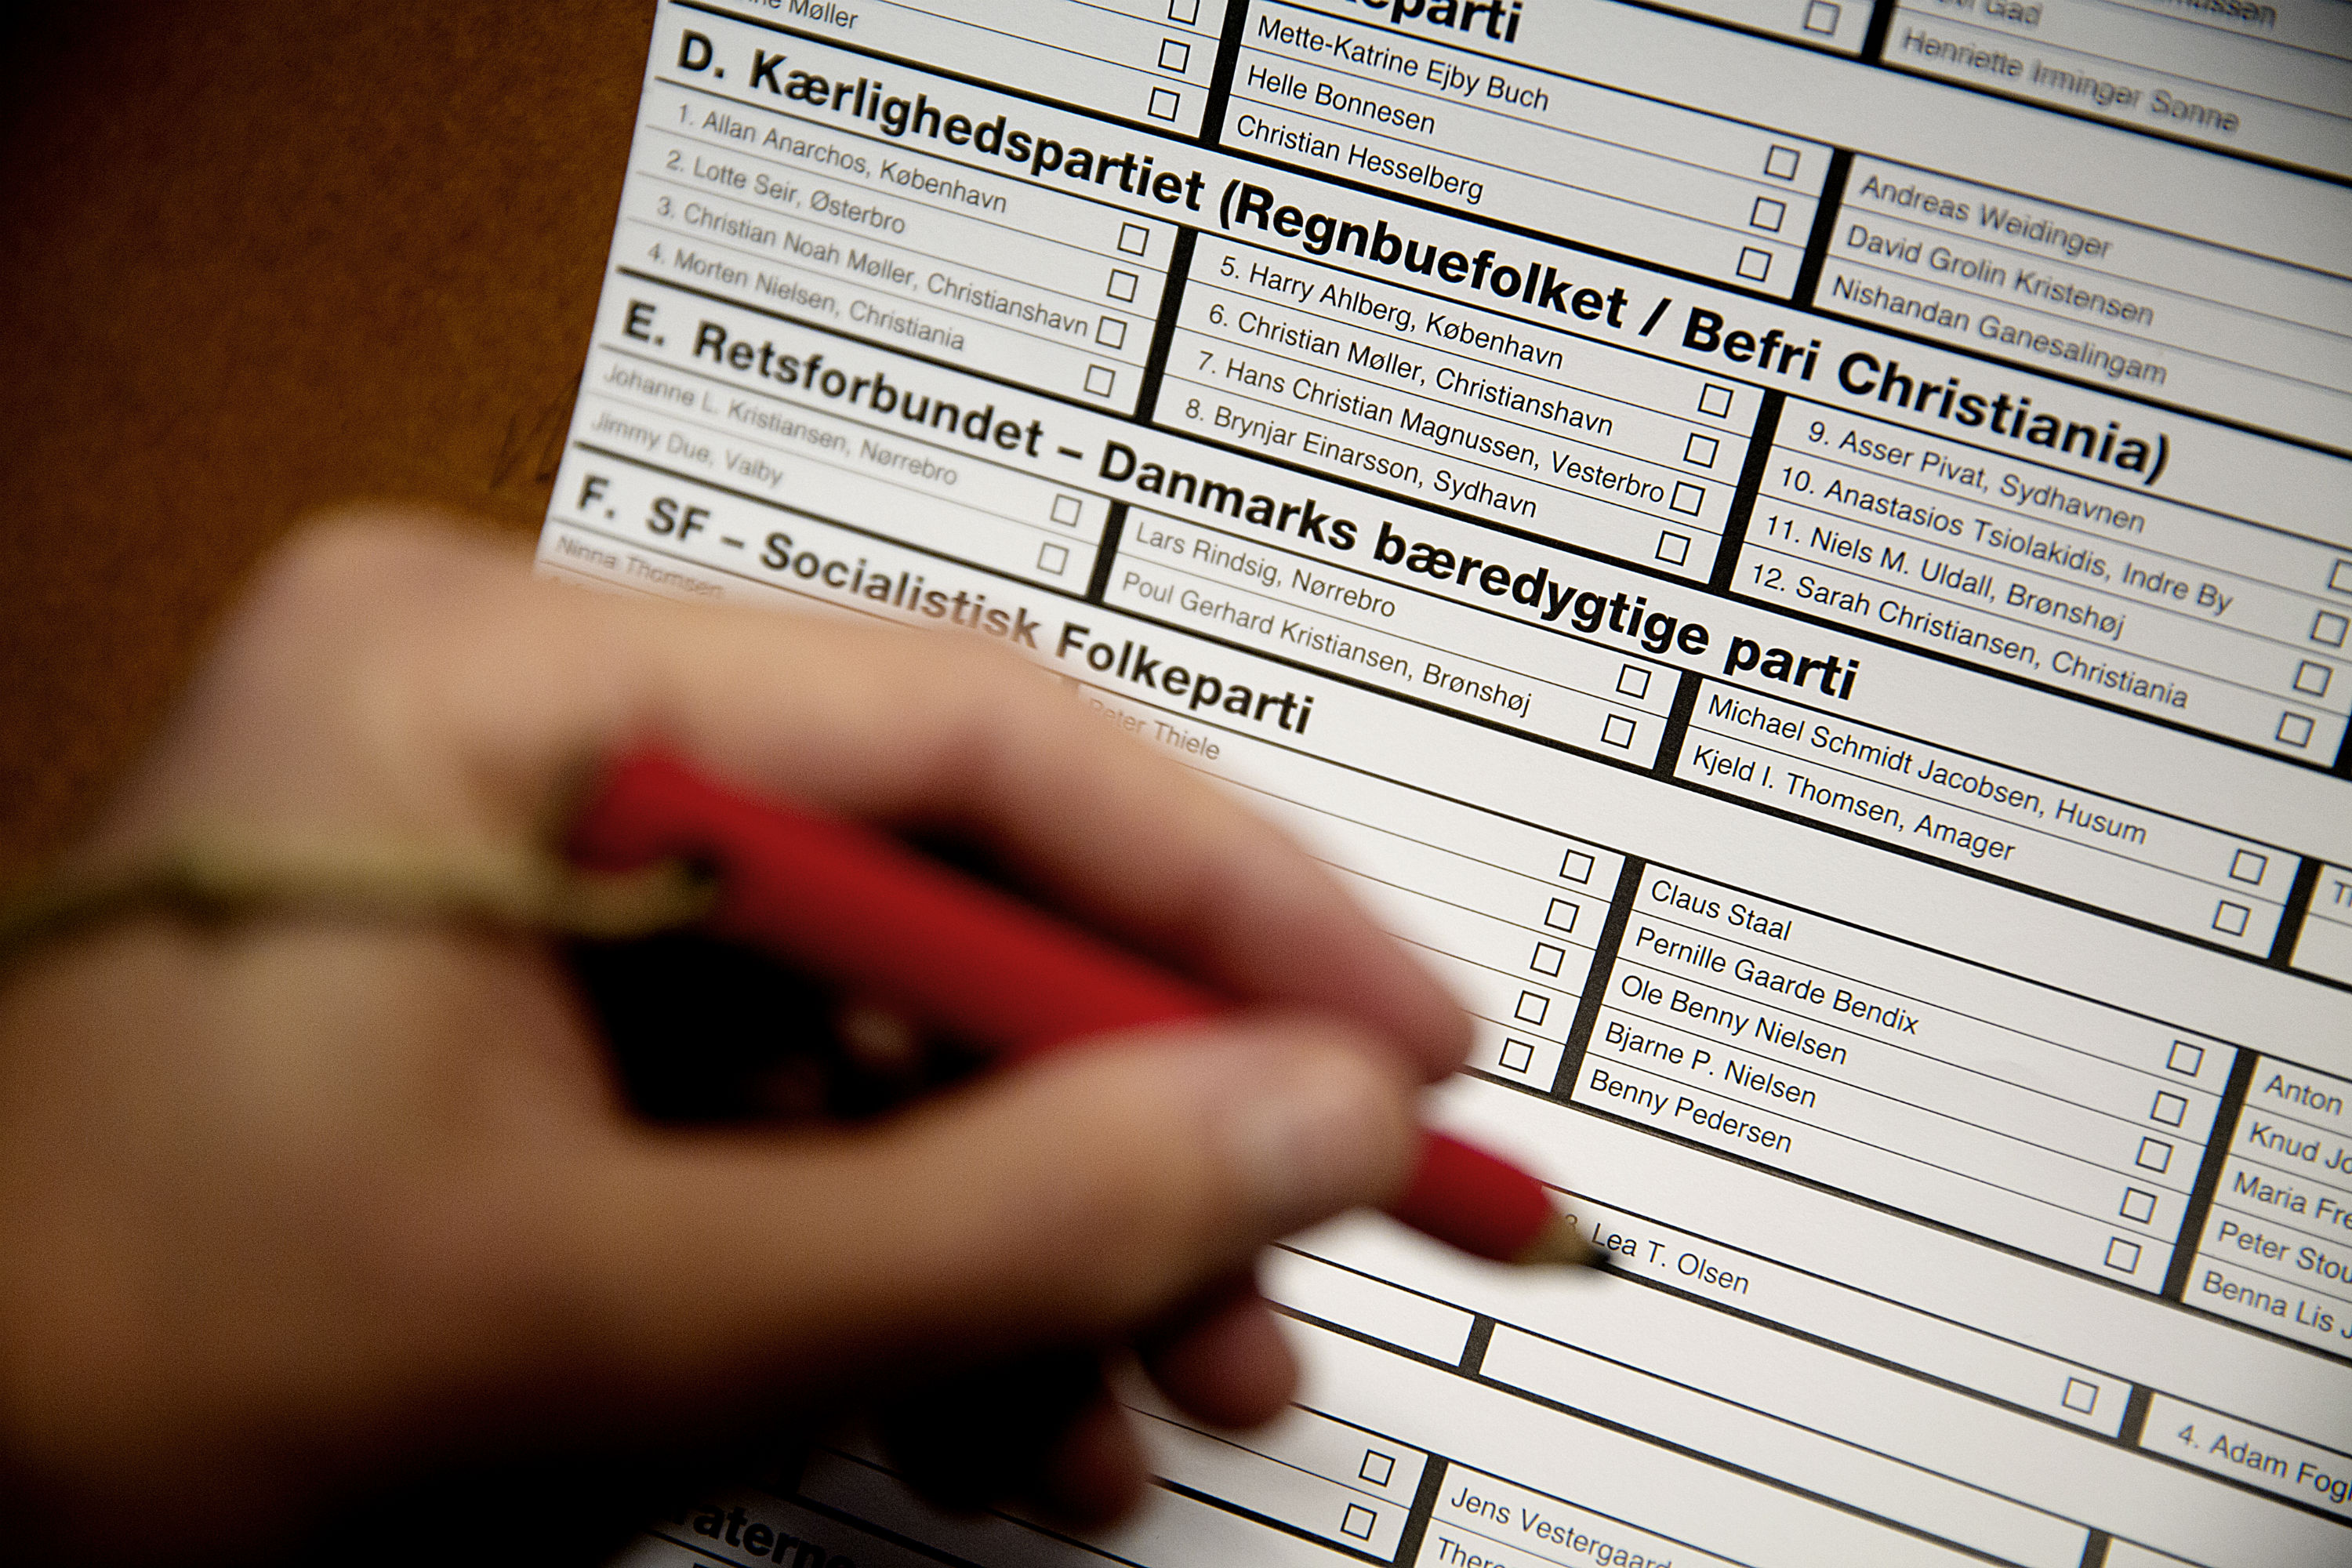 Møller
Mette-Katrine Ejby Buch
Helle Bonnesen
Christian Hesselberg
Gad
Henriette Irminger Sonne
Andreas Weidinger
David Grolin Kristensen
Nishandan Ganesalingam
D. Kærlighedspartiet (Regnbuefolket / Befri Christiania)
1. Allan Anarchos, København
2. Lotte Seir, Østerbro
3. Christian Noah Møller, Christianshavn
4. Morten Nielsen, Christiania
5. Harry Ahlberg, København
6. Christian Møller, Christianshavn
7. Hans Christian Magnussen, Vesterbro
8. Brynjar Einarsson, Sydhavn
9. Asser Pivat, Sydhavnen
10. Anastasios Tsiolakidis, Indre By
11. Niels M. Uldall, Brønshøj
12. Sarah Christiansen, Christiania
E. Retsforbundet – Danmarks bæredygtige parti
Johanne L. Kristiansen, Nørrebro
Jimmy Due, Valby
Lars Rindsig, Nørrebro
Poul Gerhard Kristiansen, Brønshøj
Michael Schmidt Jacobsen, Husum
Kjeld I. Thomsen, Amager
F. SF – Socialistisk Folkeparti
Ninna Thomsen
Peter Thiele
Claus Staal
Pernille Gaarde Bendix
Ole Benny Nielsen
Bjarne P. Nielsen
Benny Pedersen
Anton
Knud
Maria
Peter
Benna Lis
3. Lea T. Olsen
4. Adam
Jens Vestergaard